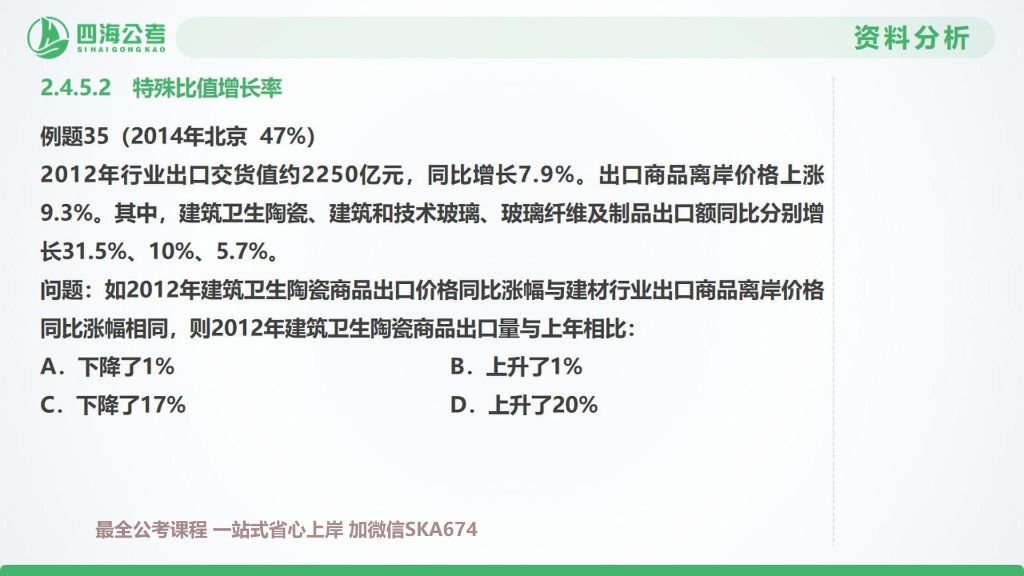 四海公考
SIHAIGONGKAO
资料分析
2.4.5.2 特殊比值增长率
例题35（2014年北京 47%）
2012年行业出口交货值约2250亿元，同比增长7.9%。出口商品离岸价格上涨
9.3%。其中，建筑卫生陶瓷、建筑和技术玻璃、玻璃纤维及制品出口额同比分别增
长31.5%、10%、5.7%。
问题：如2012年建筑卫生陶瓷商品出口价格同比涨幅与建材行业出口商品离岸价格
同比涨幅相同，则2012年建筑卫生陶瓷商品出口量与上年相比：
A．下降了1% B．上升了1%
C．下降了17% D．上升了20%
最全公考课程 一站式省心上岸 加微信SKA674